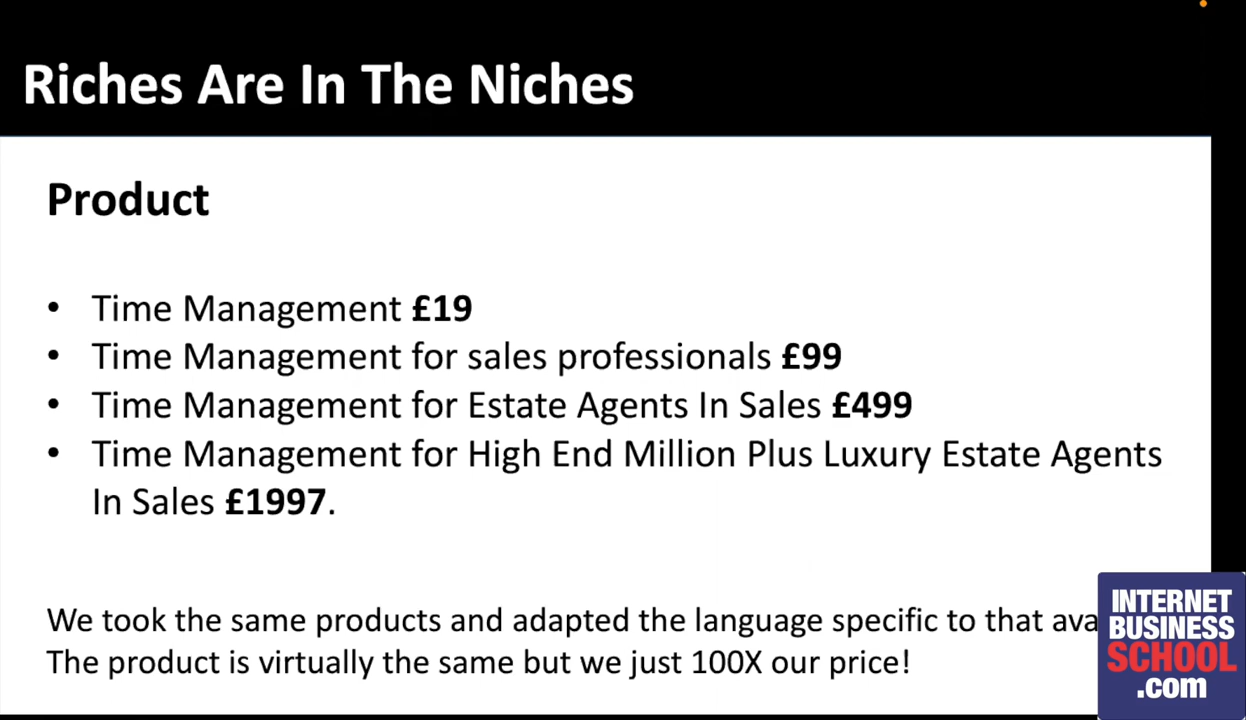 Riches Are In The Niches
Product
• Time Management £19
• Time Management for sales professionals £99
• Time Management for Estate Agents In Sales £499
• Time Management for High End Million Plus Luxury Estate Agents
In Sales £1997.
We took the same products and adapted the language specific to that
The product is virtually the same but we just 100X our price!
INTERNET
BUSINESS
SCHOOL
.com